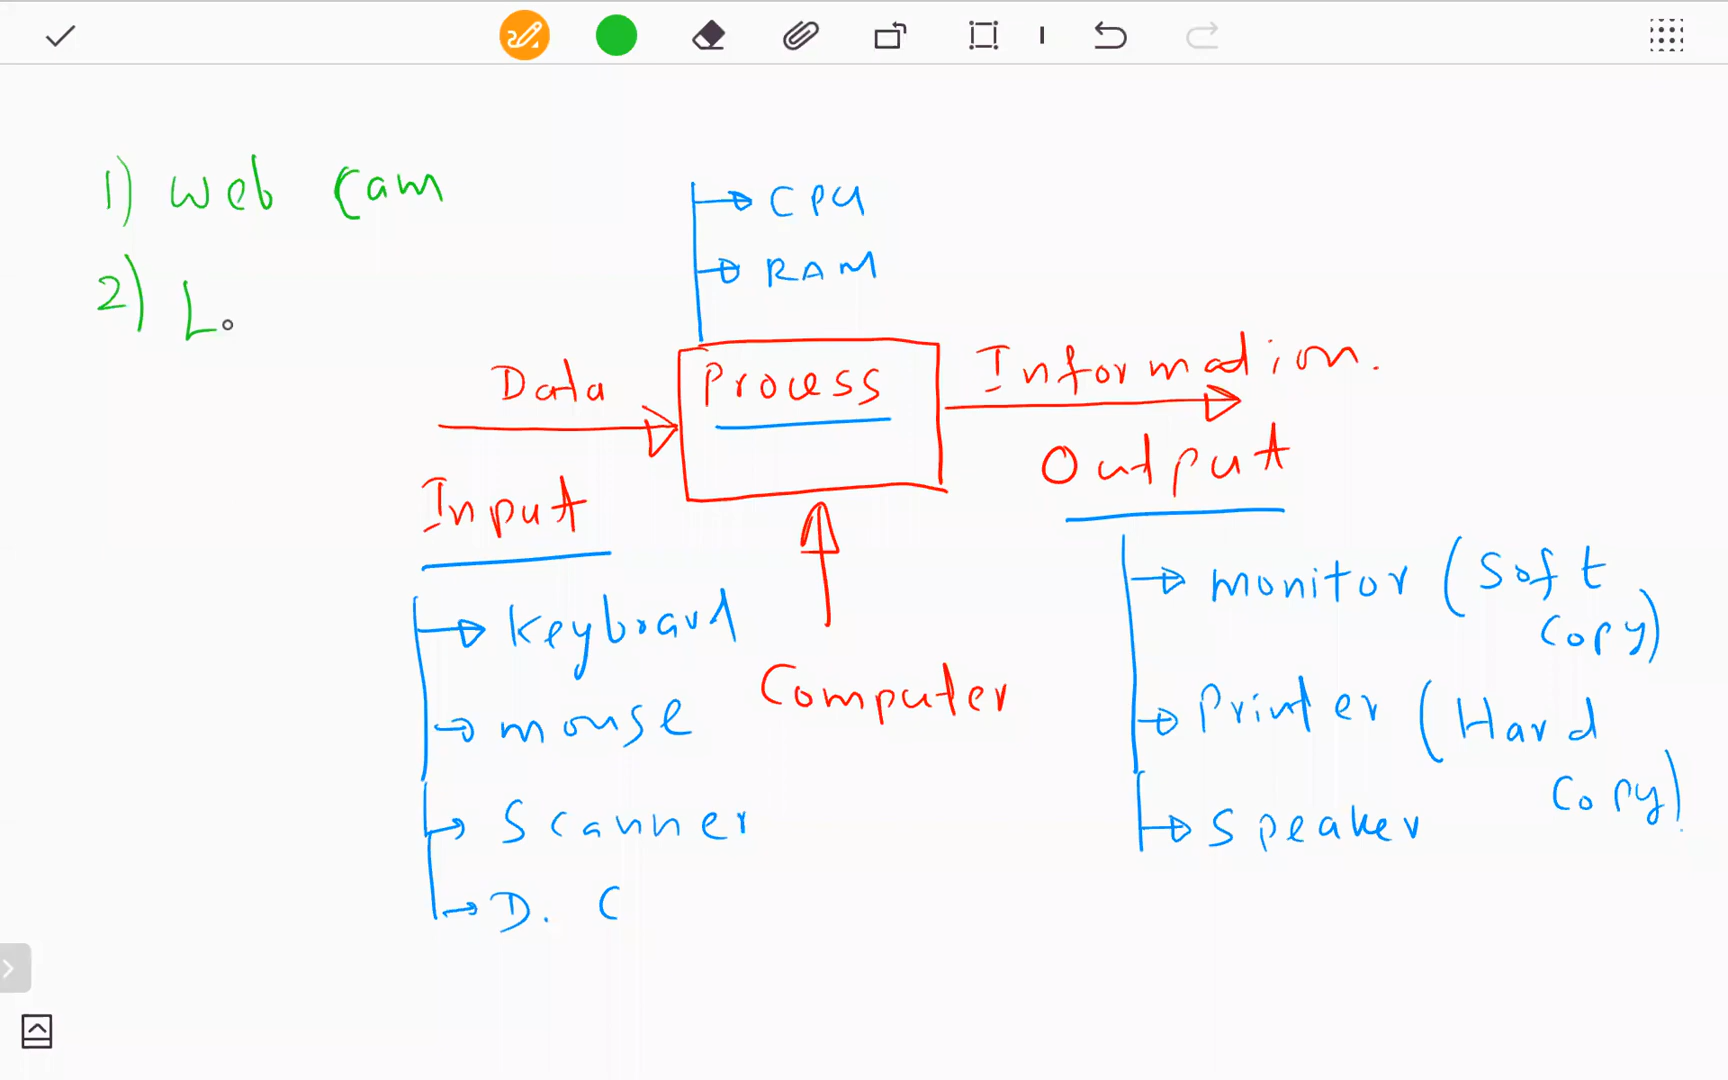 1) Web Cam
2) L
CPU
RAM
Data
Process
Information.
Input
Output
Keyboard
mouse
Scanner
D. C
Computer
monitor (Soft
Copy)
Printer (Hard
Copy)
Speaker